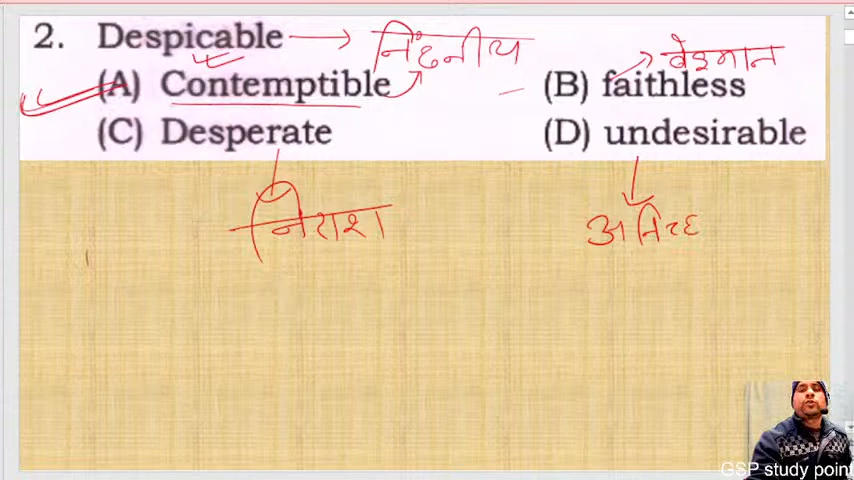 2. Despicable → निंदनीय
(A) Contemptible (B) faithless बेइमान
(C) Desperate (D) undesirable
निराशा अनिच्छ
GSP study point